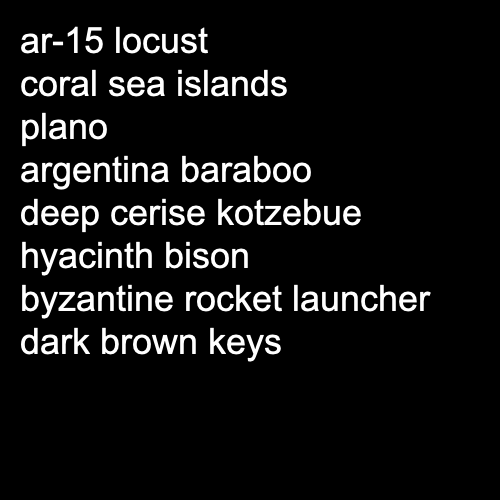 ar-15 locust
coral sea islands
plano
argentina baraboo
deep cerise kotzebue
hyacinth bison
byzantine rocket launcher
dark brown keys